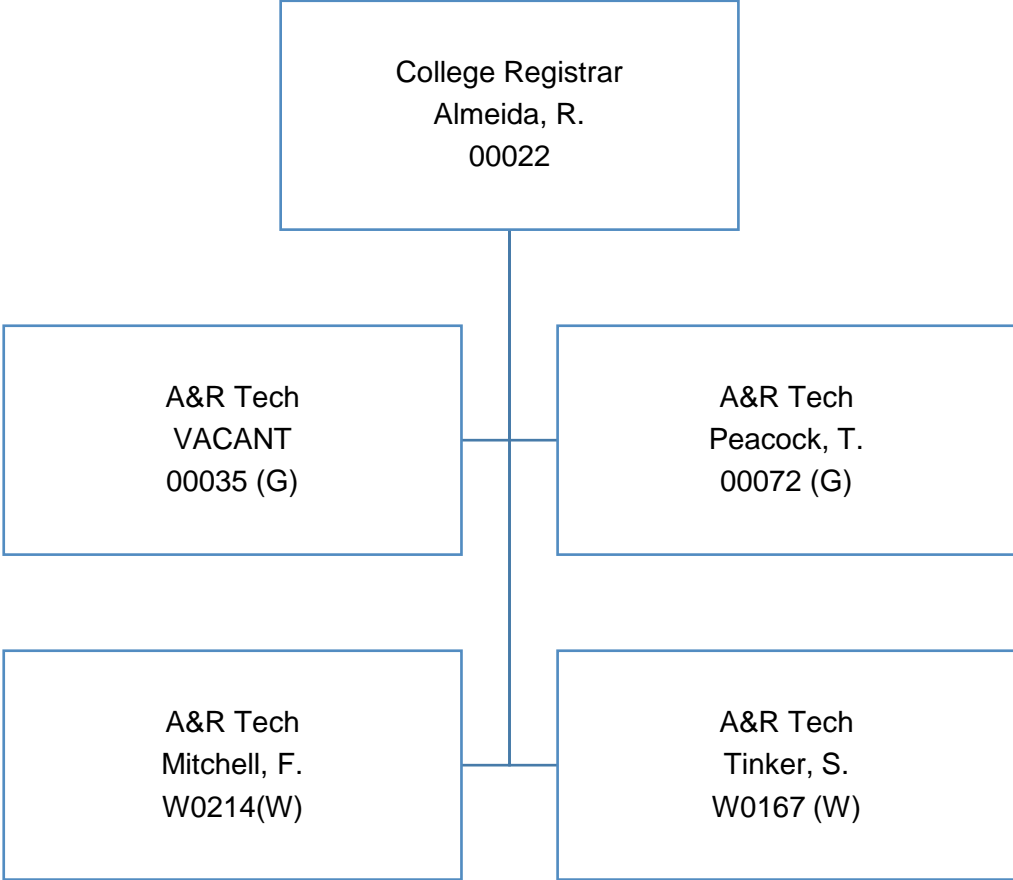 College Registrar
Almeida, R.
00022
A&R Tech
VACANT
00035 (G)
A&R Tech
Peacock, T.
00072 (G)
A&R Tech
Mitchell, F.
W0214(W)
A&R Tech
Tinker, S.
W0167 (W)